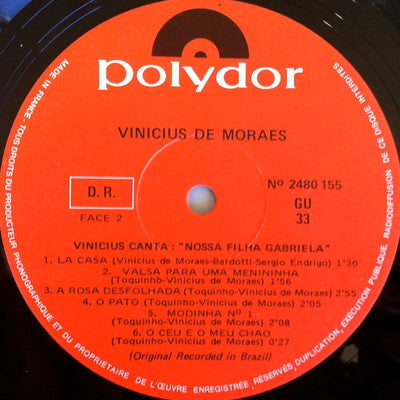 polydor
VINICIUS DE MORAES
D. R.
FACE 2
Nº 2480 155
GU
33
VINICIUS CANTA : "NOSSA FILHA GABRIELA"
1. LA CASA (Vinicius de Moraes-Bardotti-Sergio Endrigo) 1'30
2. VALSA PARA UMA MENININHA
(Toquinho-Vinicius de Moraes) 1'56
3. A ROSA DESFOLHADA (Toquinho-Vinicius de Moraes) 2'55
4. O PATO (Toquinho-Vinicius de Moraes) 2'05
5. MODINHA Nº 1
(Toquinho-Vinicius de Moraes) 2'08
6. O CEU E O MEU CHAO
(Toquinho-Vinicius de Moraes) 0'27
(Original Recorded in Brazil)
MADE IN FRANCE - TOUS DROITS DU PRODUCTEUR PHONOGRAPHIQUE ET DU PROPRIETAIRE DE L'ŒUVRE ENREGISTRÉE, RÉSERVÉS, DUPLICATION, EXÉCUTION PUBLIQUE, RADIODIFFUSION DE CE DISQUE INTERDITES